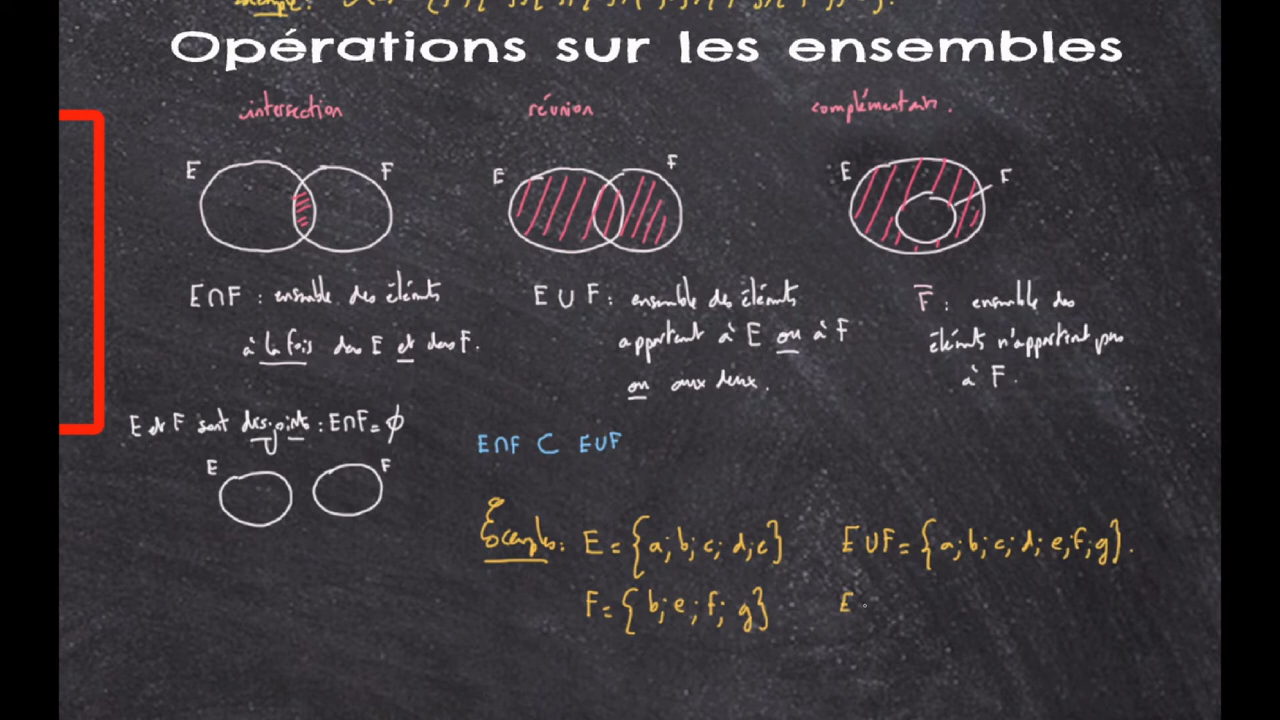 Exemple :
Opérations sur les ensembles
intersection
réunion
complémentaire.
E
F
E
F
E
F
E∩F : ensemble des éléments
à la fois dans E et dans F.
E∪F : ensemble des éléments
appartenant à E ou à F
ou aux deux.
F̅ : ensemble des
éléments n'appartenant pas
à F.
E et F sont disjoints : E∩F = ϕ
E
F
E∩F ⊂ E∪F
Exemples : E = {a; b; c; d; e}
E∪F = {a; b; c; d; e; f; g}.
F = {b; e; f; g}
E